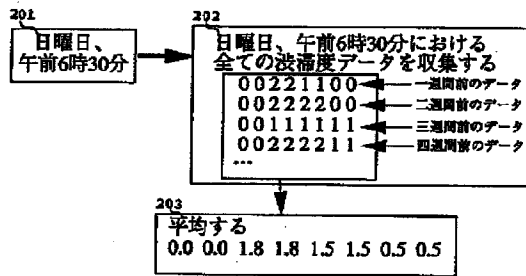 201
日曜日、
午前6時30分
202
日曜日、午前6時30分における
全ての渋滞度データを収集する
00221100 一週間前のデータ
00222200 二週間前のデータ
00111111 三週間前のデータ
00222211 四週間前のデータ
...
203
平均する
0.0 0.0 1.8 1.8 1.5 1.5 0.5 0.5